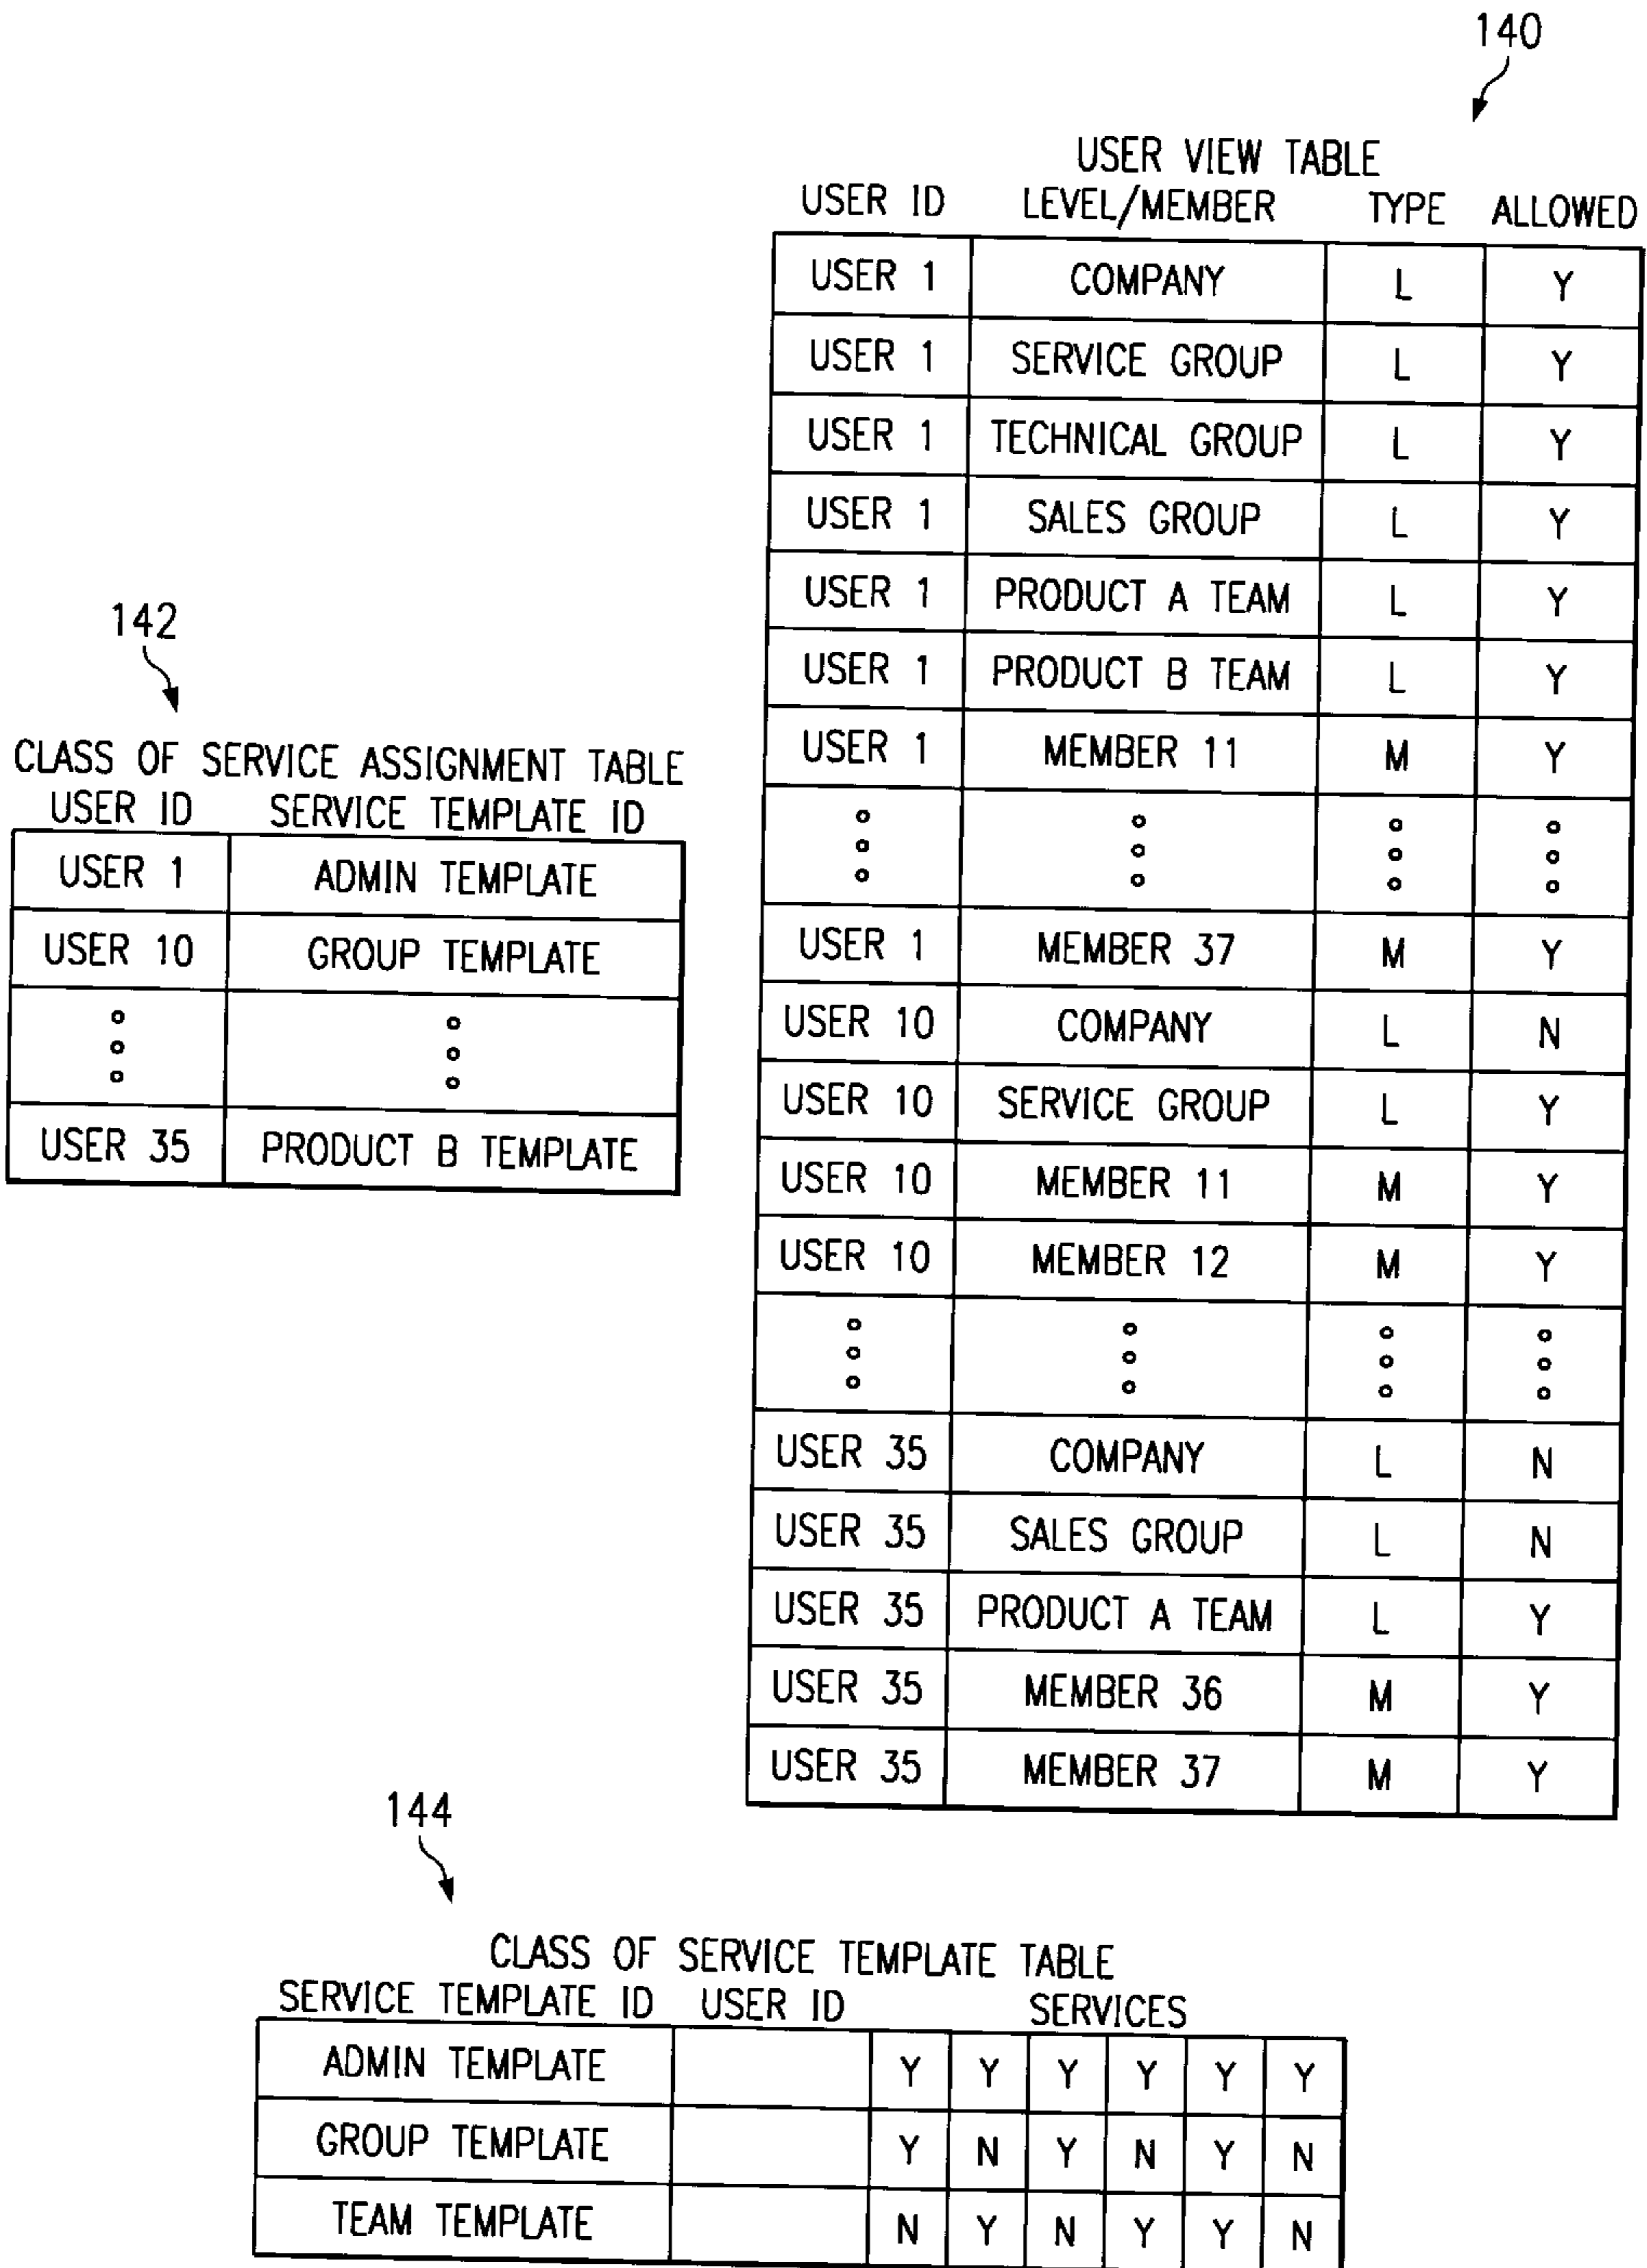 140
USER VIEW TABLE
USER ID LEVEL/MEMBER TYPE ALLOWED
USER 1 COMPANY L Y
USER 1 SERVICE GROUP L Y
USER 1 TECHNICAL GROUP L Y
USER 1 SALES GROUP L Y
USER 1 PRODUCT A TEAM L Y
USER 1 PRODUCT B TEAM L Y
USER 1 MEMBER 11 M Y
USER 1 MEMBER 37 M Y
USER 10 COMPANY L N
USER 10 SERVICE GROUP L Y
USER 10 MEMBER 11 M Y
USER 10 MEMBER 12 M Y
USER 35 COMPANY L N
USER 35 SALES GROUP L N
USER 35 PRODUCT A TEAM L Y
USER 35 MEMBER 36 M Y
USER 35 MEMBER 37 M Y
142
CLASS OF SERVICE ASSIGNMENT TABLE
USER ID SERVICE TEMPLATE ID
USER 1 ADMIN TEMPLATE
USER 10 GROUP TEMPLATE
USER 35 PRODUCT B TEMPLATE
144
CLASS OF SERVICE TEMPLATE TABLE
SERVICE TEMPLATE ID USER ID SERVICES
ADMIN TEMPLATE Y Y Y Y Y Y
GROUP TEMPLATE Y N Y N Y N
TEAM TEMPLATE N Y N Y Y N